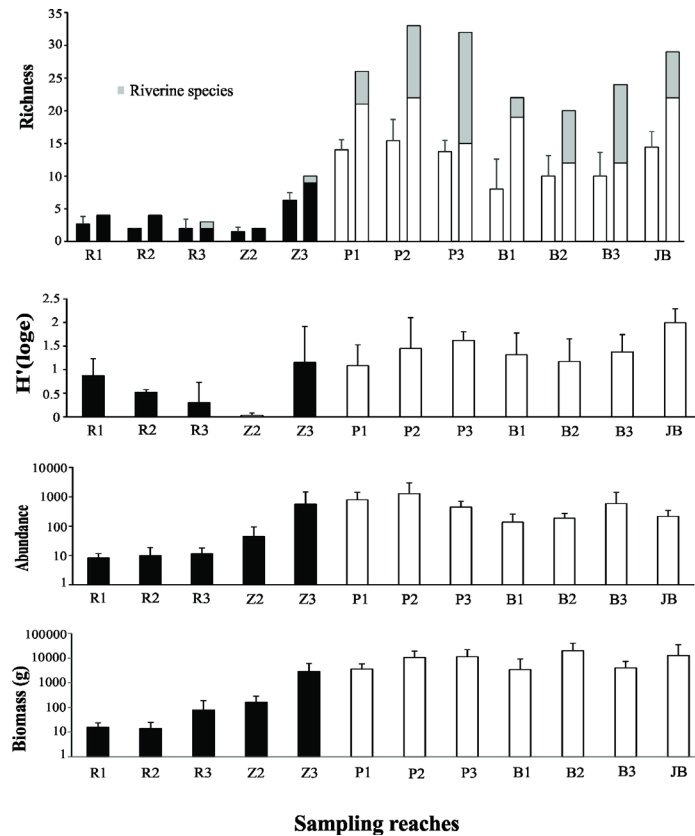 35
30
25
20
15
10
5
0
Richness
Riverine species
R1 R2 R3 Z2 Z3 P1 P2 P3 B1 B2 B3 JB
2.5
2
1.5
1
0.5
0
H'(loge)
R1 R2 R3 Z2 Z3 P1 P2 P3 B1 B2 B3 JB
10000
1000
100
10
1
Abundance
R1 R2 R3 Z2 Z3 P1 P2 P3 B1 B2 B3 JB
100000
10000
1000
100
10
1
Biomass (g)
R1 R2 R3 Z2 Z3 P1 P2 P3 B1 B2 B3 JB
Sampling reaches